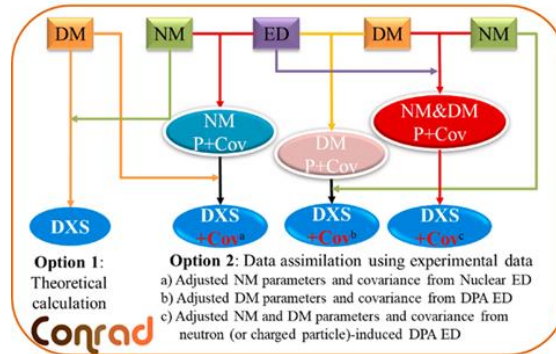 DM NM ED DM NM
NM
P+Cov
DM
P+Cov
NM&DM
P+Cov
DXS
DXS
+Covᵃ
DXS
+Covᵇ
DXS
+Covᶜ
Option 1:
Theoretical
calculation
Option 2: Data assimilation using experimental data
a) Adjusted NM parameters and covariance from Nuclear ED
b) Adjusted DM parameters and covariance from DPA ED
c) Adjusted NM and DM parameters and covariance from
neutron (or charged particle)-induced DPA ED
Conrad